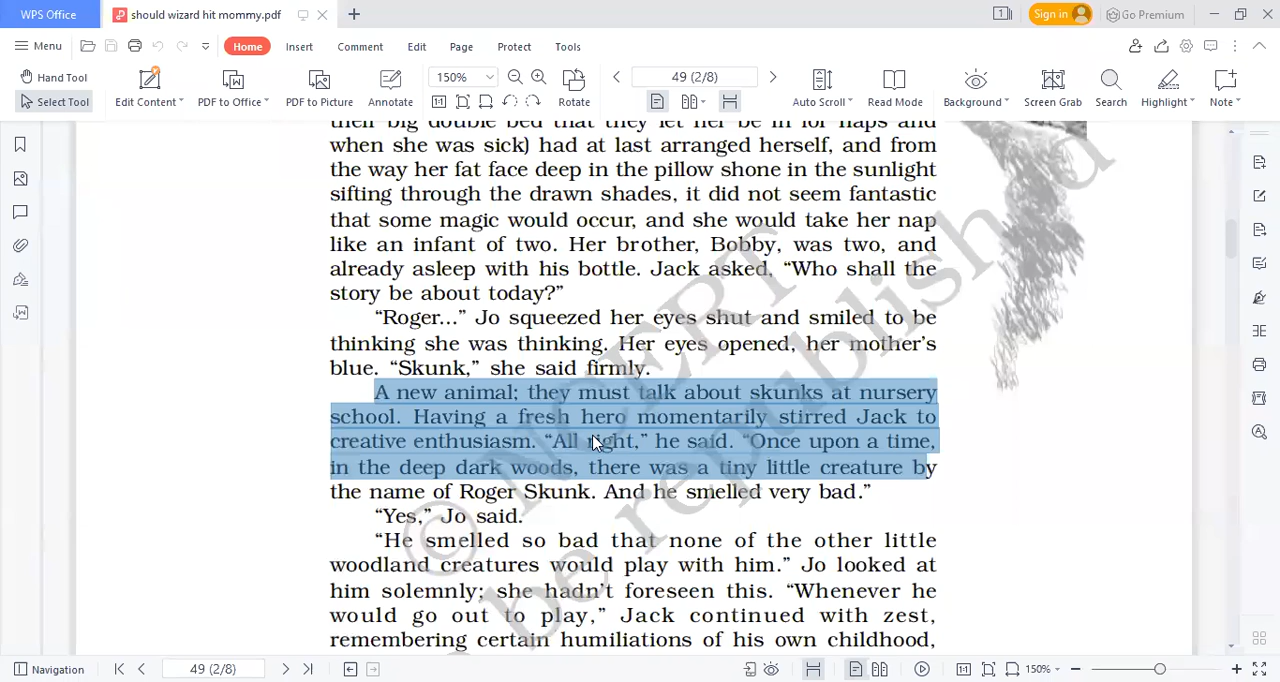 WPS Office
should wizard hit mommy.pdf
Sign in
Go Premium
Menu
Home
Insert
Comment
Edit
Page
Protect
Tools
Hand Tool
Select Tool
Edit Content
PDF to Office
PDF to Picture
Annotate
150%
Rotate
49 (2/8)
Auto Scroll
Read Mode
Background
Screen Grab
Search
Highlight
Note
their big double bed that they let her be in for naps and
when she was sick) had at last arranged herself, and from
the way her fat face deep in the pillow shone in the sunlight
sifting through the drawn shades, it did not seem fantastic
that some magic would occur, and she would take her nap
like an infant of two. Her brother, Bobby, was two, and
already asleep with his bottle. Jack asked, “Who shall the
story be about today?”
“Roger...” Jo squeezed her eyes shut and smiled to be
thinking she was thinking. Her eyes opened, her mother's
blue. “Skunk,” she said firmly.
A new animal; they must talk about skunks at nursery
school. Having a fresh hero momentarily stirred Jack to
creative enthusiasm. “All right,” he said. “Once upon a time,
in the deep dark woods, there was a tiny little creature by
the name of Roger Skunk. And he smelled very bad.”
“Yes,” Jo said.
“He smelled so bad that none of the other little
woodland creatures would play with him.” Jo looked at
him solemnly; she hadn't foreseen this. “Whenever he
would go out to play,” Jack continued with zest,
remembering certain humiliations of his own childhood,
© NCERT
be republished
Navigation
49 (2/8)
150%